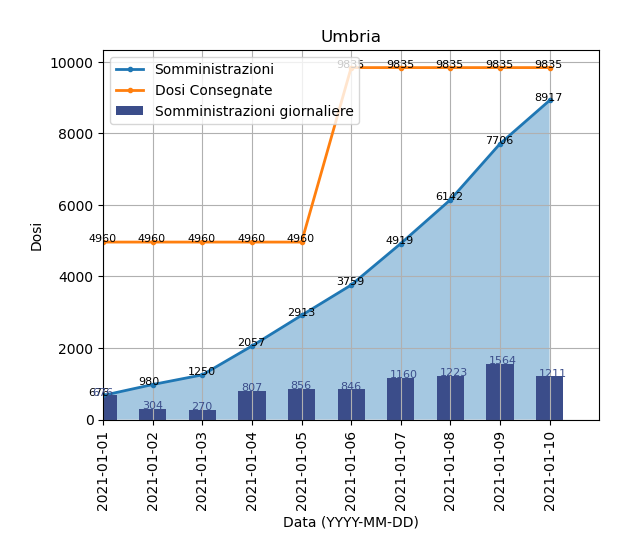 Umbria
Somministrazioni
Dosi Consegnate
Somministrazioni giornaliere
10000
8000
6000
4000
2000
0
Dosi
4960 4960 4960 4960 4960 9835 9835 9835 9835 9835
676 980 1250 2057 2913 3759 4919 6142 7706 8917
676 304 270 807 856 846 1160 1223 1564 1211
2021-01-01
2021-01-02
2021-01-03
2021-01-04
2021-01-05
2021-01-06
2021-01-07
2021-01-08
2021-01-09
2021-01-10
Data (YYYY-MM-DD)